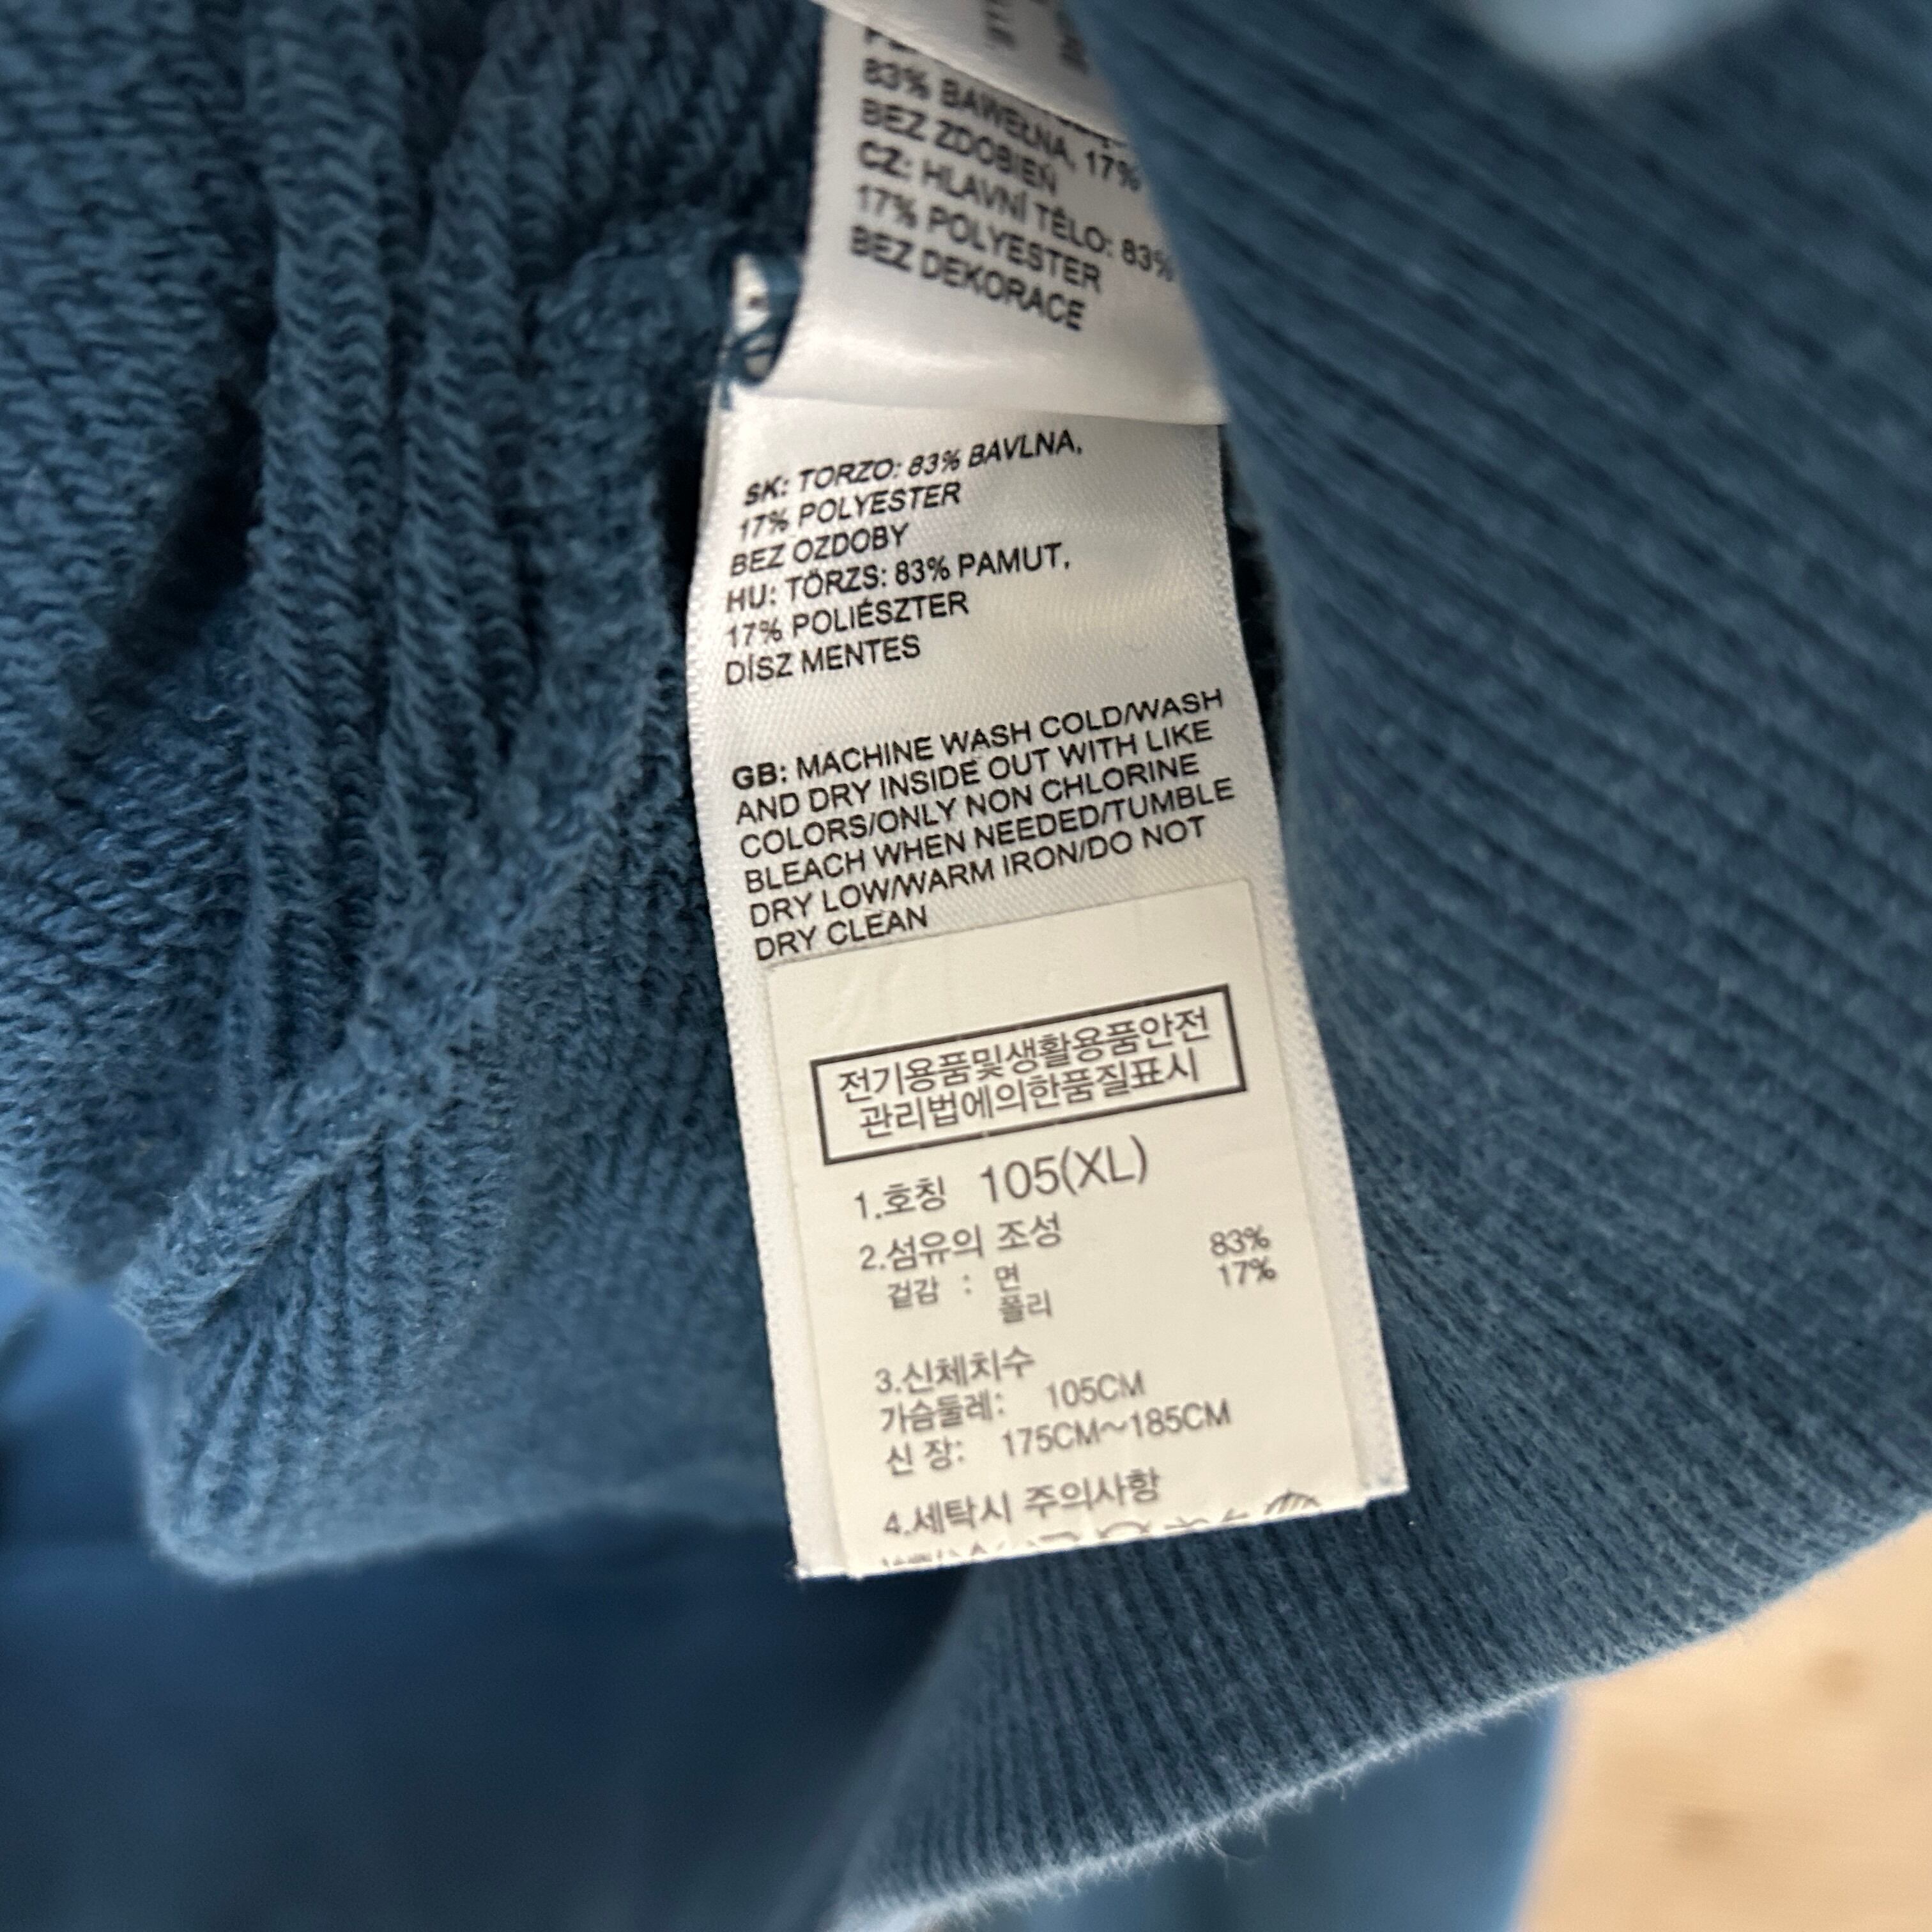 83% BAWEŁNA, 17%
BEZ ZDOBIEŃ
CZ: HLAVNÍ TĚLO: 83%
17% POLYESTER
BEZ DEKORACE
SK: TORZO: 83% BAVLNA,
17% POLYESTER
BEZ OZDOBY
HU: TÖRZS: 83% PAMUT,
17% POLIÉSZTER
DÍSZ MENTES
GB: MACHINE WASH COLD/WASH
AND DRY INSIDE OUT WITH LIKE
COLORS/ONLY NON CHLORINE
BLEACH WHEN NEEDED/TUMBLE
DRY LOW/WARM IRON/DO NOT
DRY CLEAN
전기용품및생활용품안전
관리법에의한품질표시
1.호칭 105(XL)
2.섬유의 조성
겉감 : 면 83%
폴리 17%
3.신체치수
가슴둘레: 105CM
신 장: 175CM~185CM
4.세탁시 주의사항